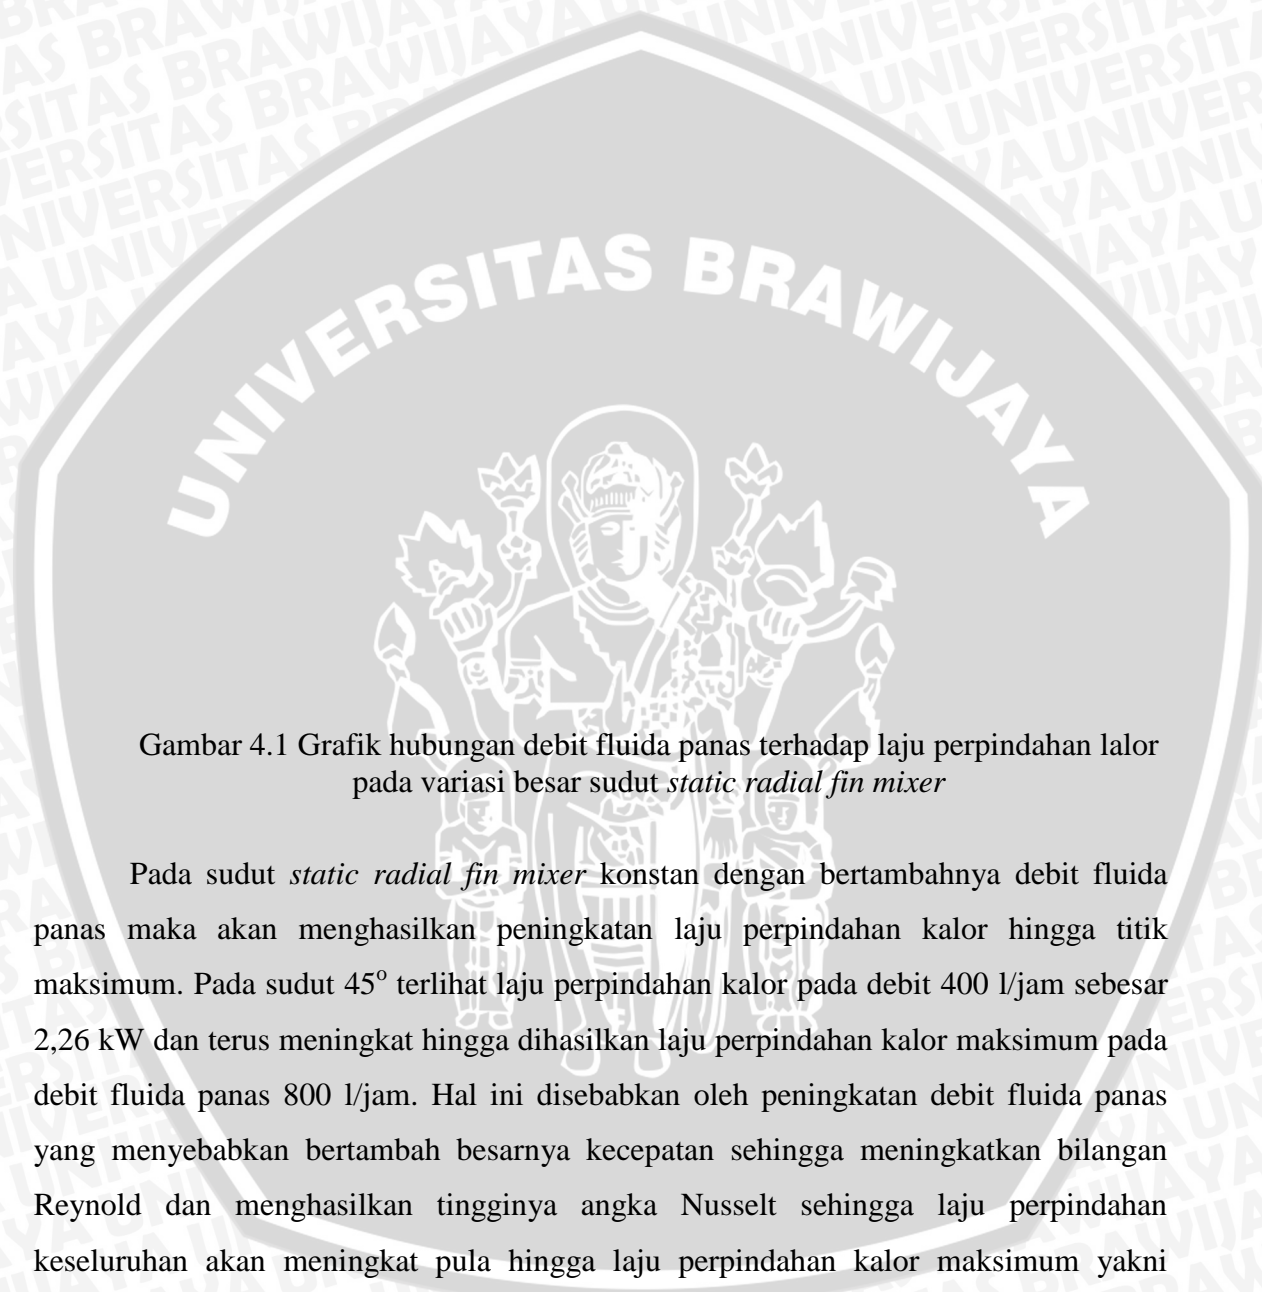 UNIVERSITAS BRAWIJAYA
Gambar 4.1 Grafik hubungan debit fluida panas terhadap laju perpindahan lalor
pada variasi besar sudut static radial fin mixer
Pada sudut static radial fin mixer konstan dengan bertambahnya debit fluida
panas maka akan menghasilkan peningkatan laju perpindahan kalor hingga titik
maksimum. Pada sudut 45° terlihat laju perpindahan kalor pada debit 400 l/jam sebesar
2,26 kW dan terus meningkat hingga dihasilkan laju perpindahan kalor maksimum pada
debit fluida panas 800 l/jam. Hal ini disebabkan oleh peningkatan debit fluida panas
yang menyebabkan bertambah besarnya kecepatan sehingga meningkatkan bilangan
Reynold dan menghasilkan tingginya angka Nusselt sehingga laju perpindahan
keseluruhan akan meningkat pula hingga laju perpindahan kalor maksimum yakni